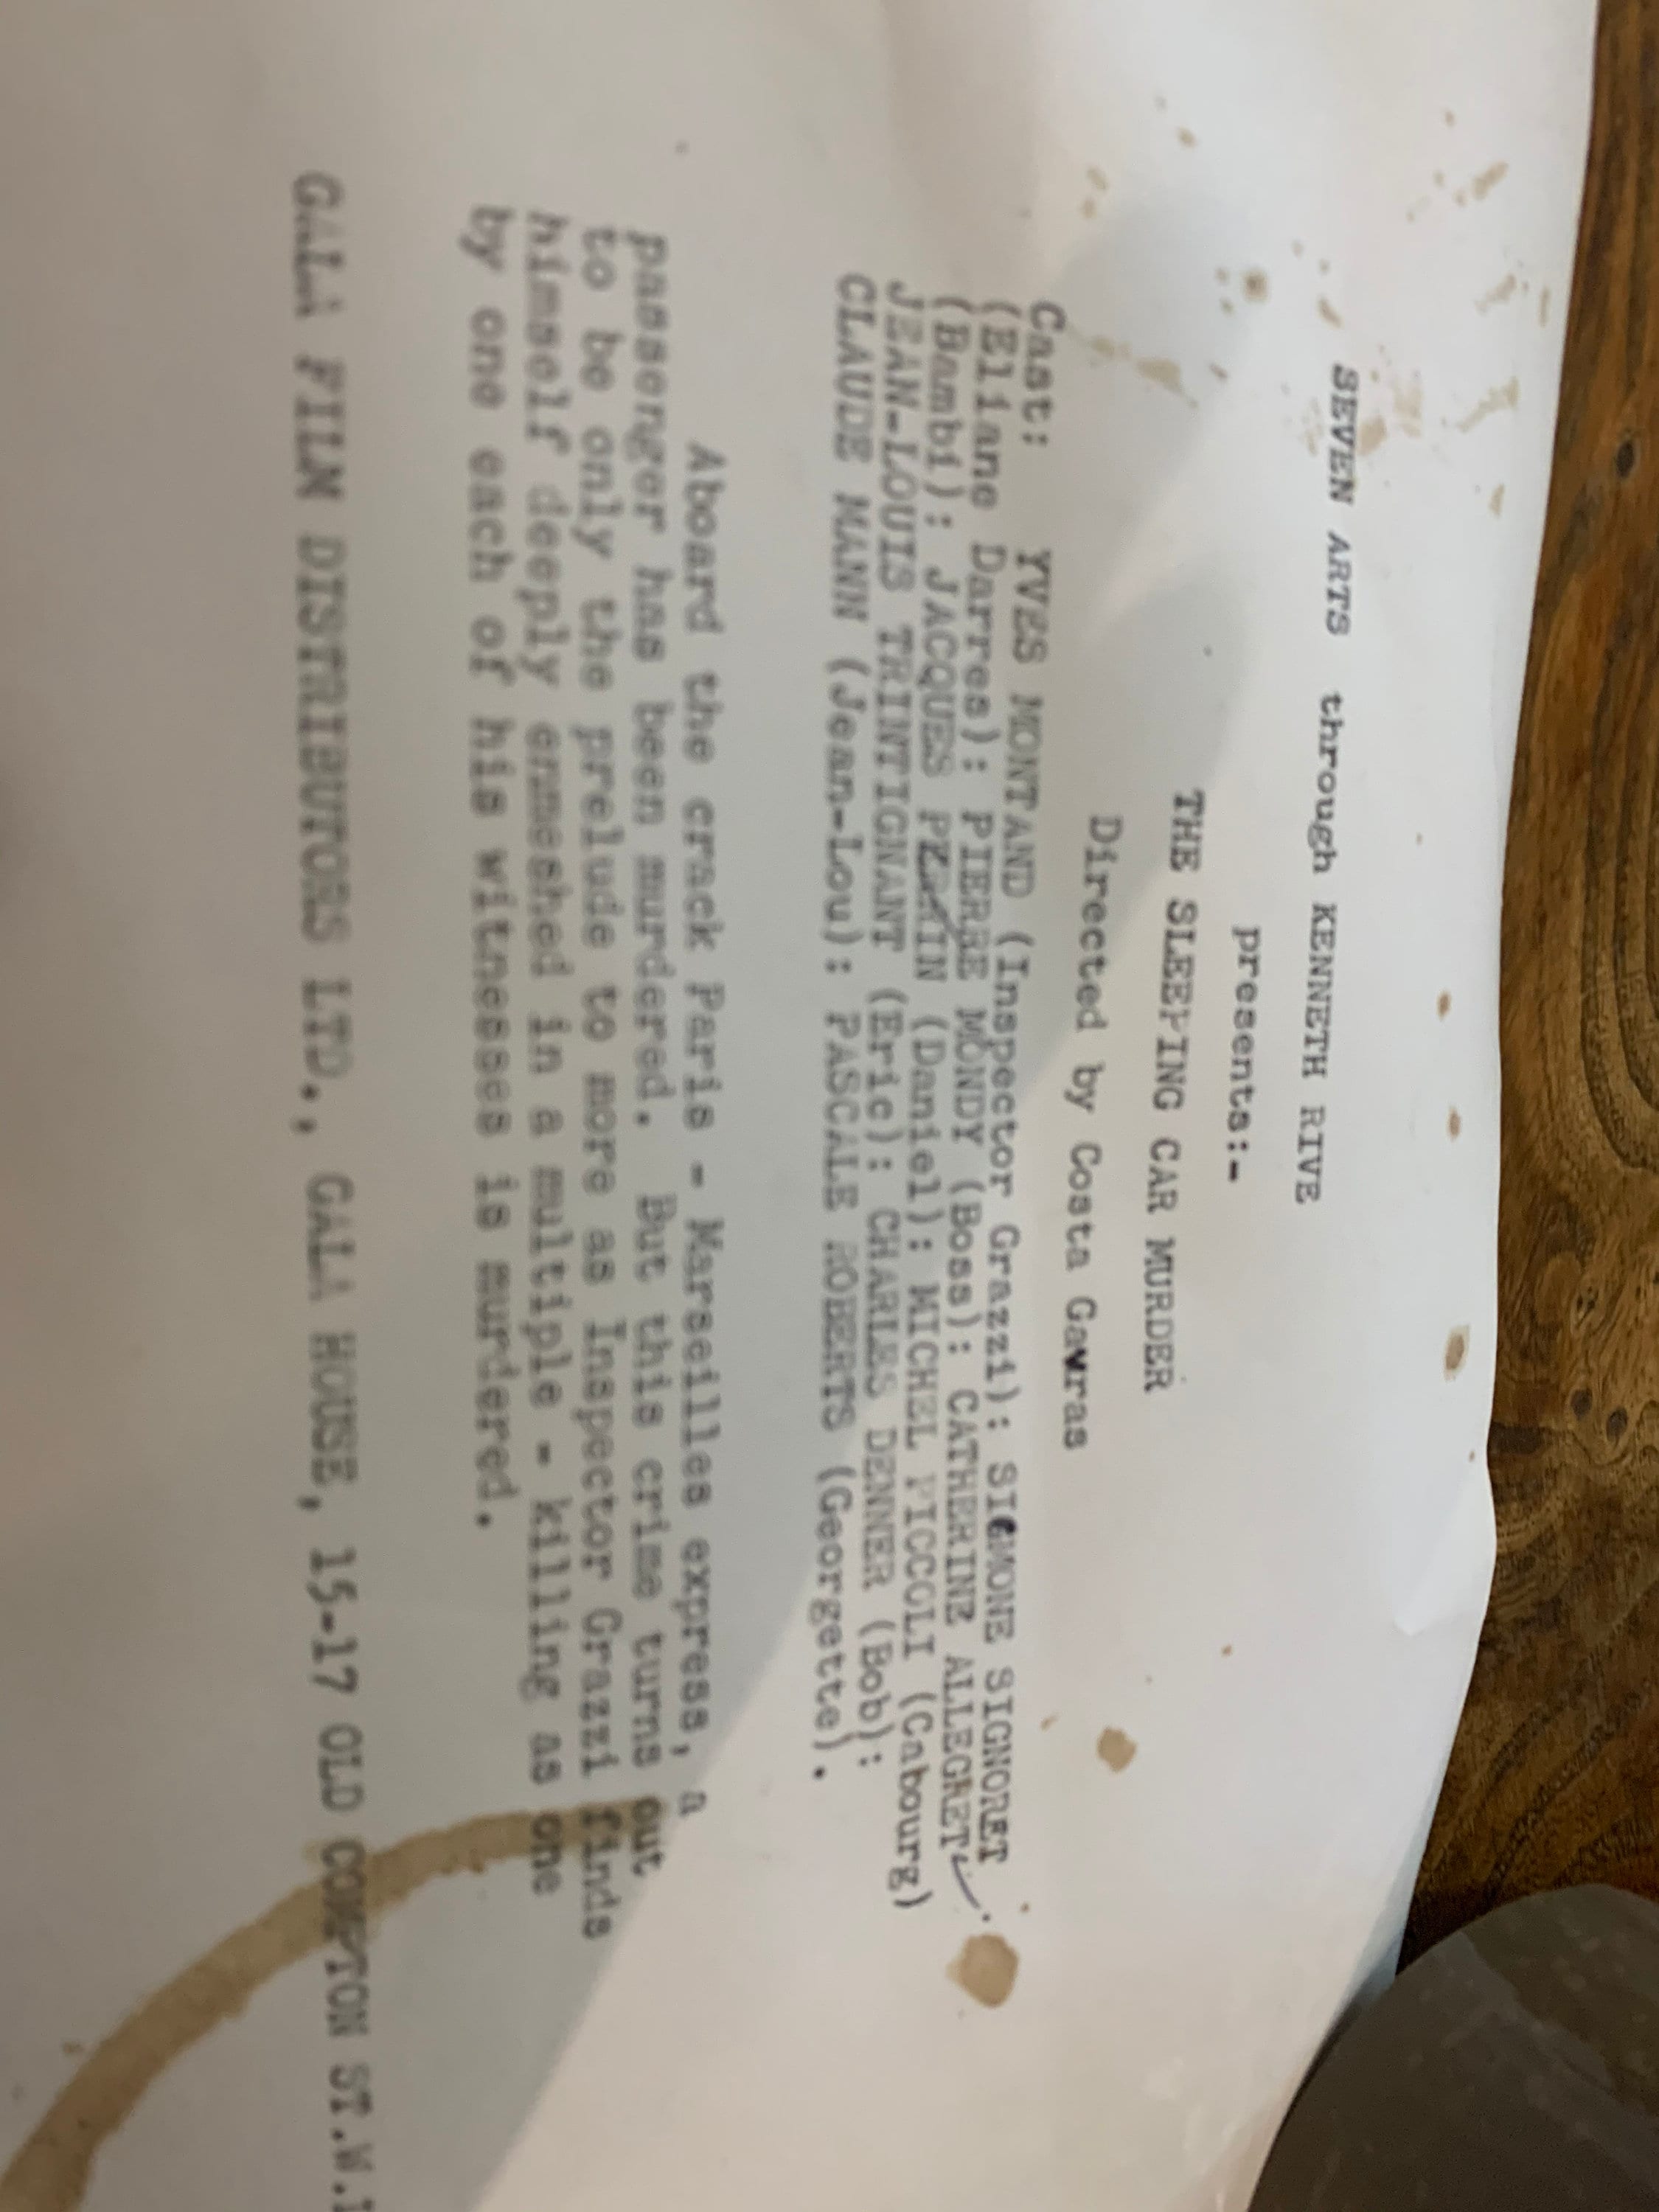 SEVEN ARTS through KENNETH RIVE
presents:-
THE SLEEPING CAR MURDER
Directed by Costa Gavras
Cast: YVES MONTAND (Inspector Grazzi): SIGMONE SIGNORET
(Eliane Darres): PIERRE MONDY (Boss): CATHERINE ALLEGRET
(Bambi): JACQUES PERRIN (Daniel): MICHEL PICCOLI (Cabourg)
JEAN-LOUIS TRINTIGNANT (Eric): CHARLES DENNER (Bob):
CLAUDE MANN (Jean-Lou): PASCALE ROBERTS (Georgette).
Aboard the crack Paris - Marseilles express, a
passenger has been murdered. But this crime turns out
to be only the prelude to more as Inspector Grazzi finds
himself deeply enmeshed in a multiple - killing as one
by one each of his witnesses is murdered.
GALA FILM DISTRIBUTORS LTD., GALA HOUSE, 15-17 OLD COMPTON ST.W.1